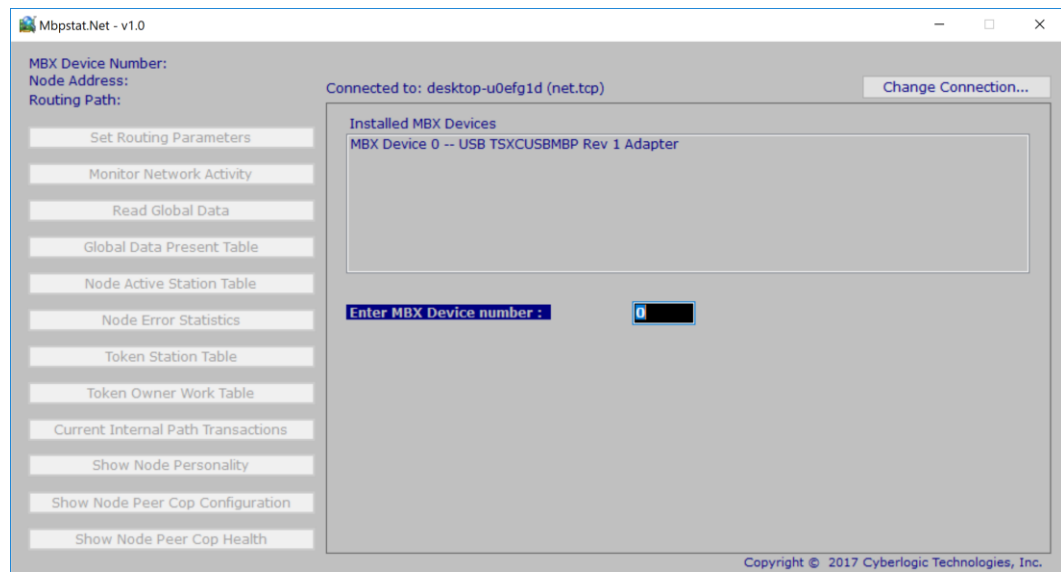 Mbpstat.Net - v1.0
MBX Device Number:
Node Address:
Routing Path:
Connected to: desktop-u0efg1d (net.tcp)
Change Connection...
Set Routing Parameters
Monitor Network Activity
Read Global Data
Global Data Present Table
Node Active Station Table
Node Error Statistics
Token Station Table
Token Owner Work Table
Current Internal Path Transactions
Show Node Personality
Show Node Peer Cop Configuration
Show Node Peer Cop Health
Installed MBX Devices
MBX Device 0 -- USB TSXCUSBMBP Rev 1 Adapter
Enter MBX Device number :
0
Copyright © 2017 Cyberlogic Technologies, Inc.